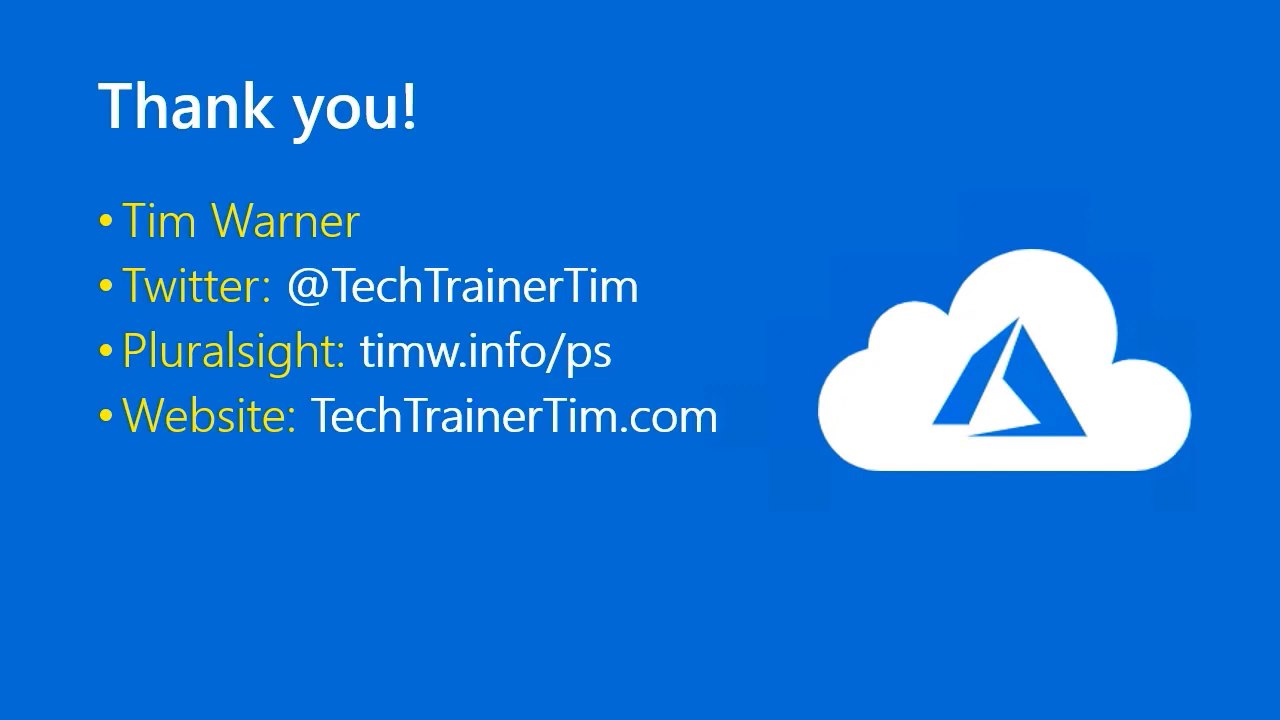 Thank you!
• Tim Warner
• Twitter: @TechTrainerTim
• Pluralsight: timw.info/ps
• Website: TechTrainerTim.com